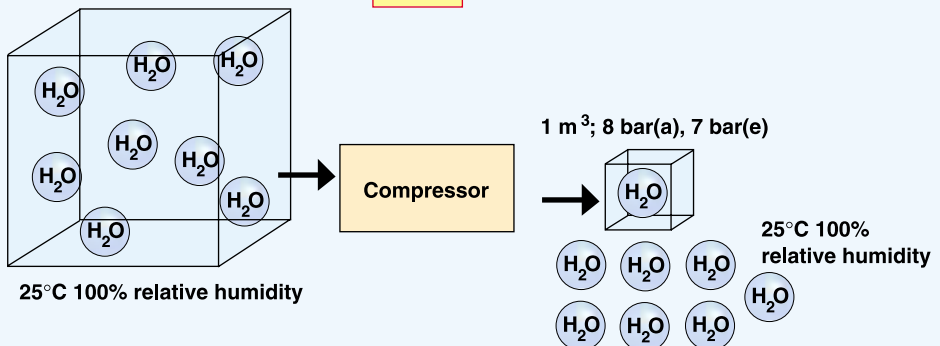 H₂O
H₂O
H₂O
H₂O
H₂O
H₂O
H₂O
H₂O
25°C 100% relative humidity
Compressor
1 m³; 8 bar(a), 7 bar(e)
H₂O
25°C 100%
relative humidity
H₂O H₂O H₂O
H₂O
H₂O H₂O H₂O